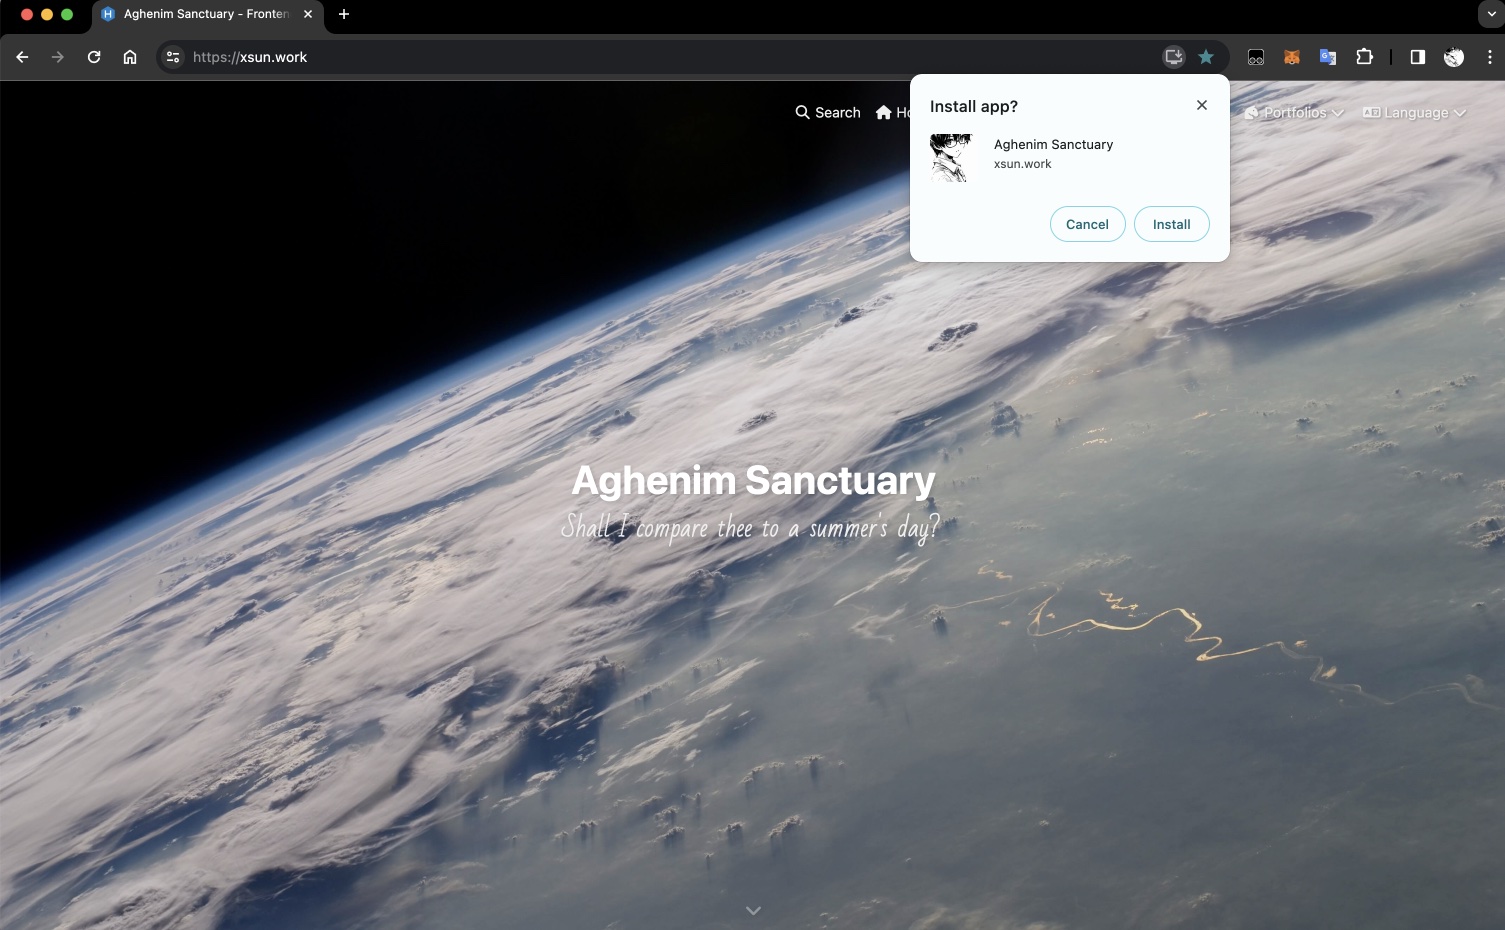 Aghenim Sanctuary - Fronten
https://xsun.work
Search
Portfolios
Language
Install app?
Aghenim Sanctuary
xsun.work
Cancel
Install
Aghenim Sanctuary
Shall I compare thee to a summer's day?